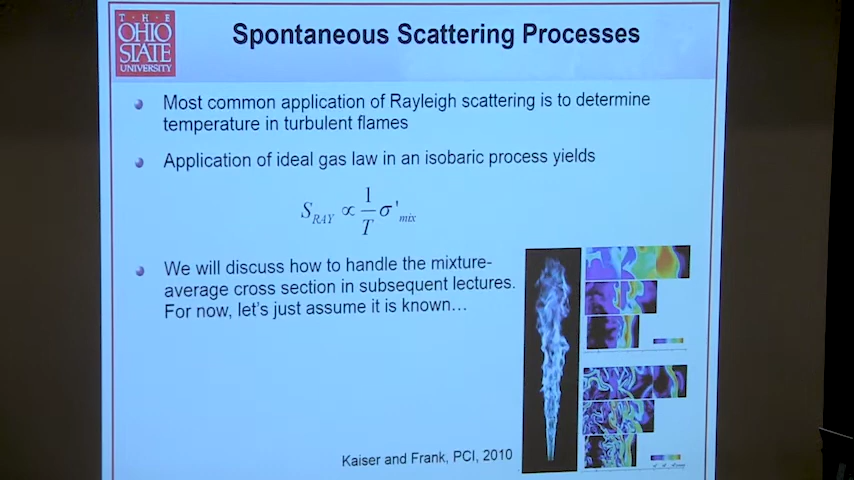 T·H·E
OHIO
STATE
UNIVERSITY
Spontaneous Scattering Processes
Most common application of Rayleigh scattering is to determine
temperature in turbulent flames
Application of ideal gas law in an isobaric process yields
S_RAY ∝ 1/T σ'_mix
We will discuss how to handle the mixture-
average cross section in subsequent lectures.
For now, let's just assume it is known…
Kaiser and Frank, PCI, 2010